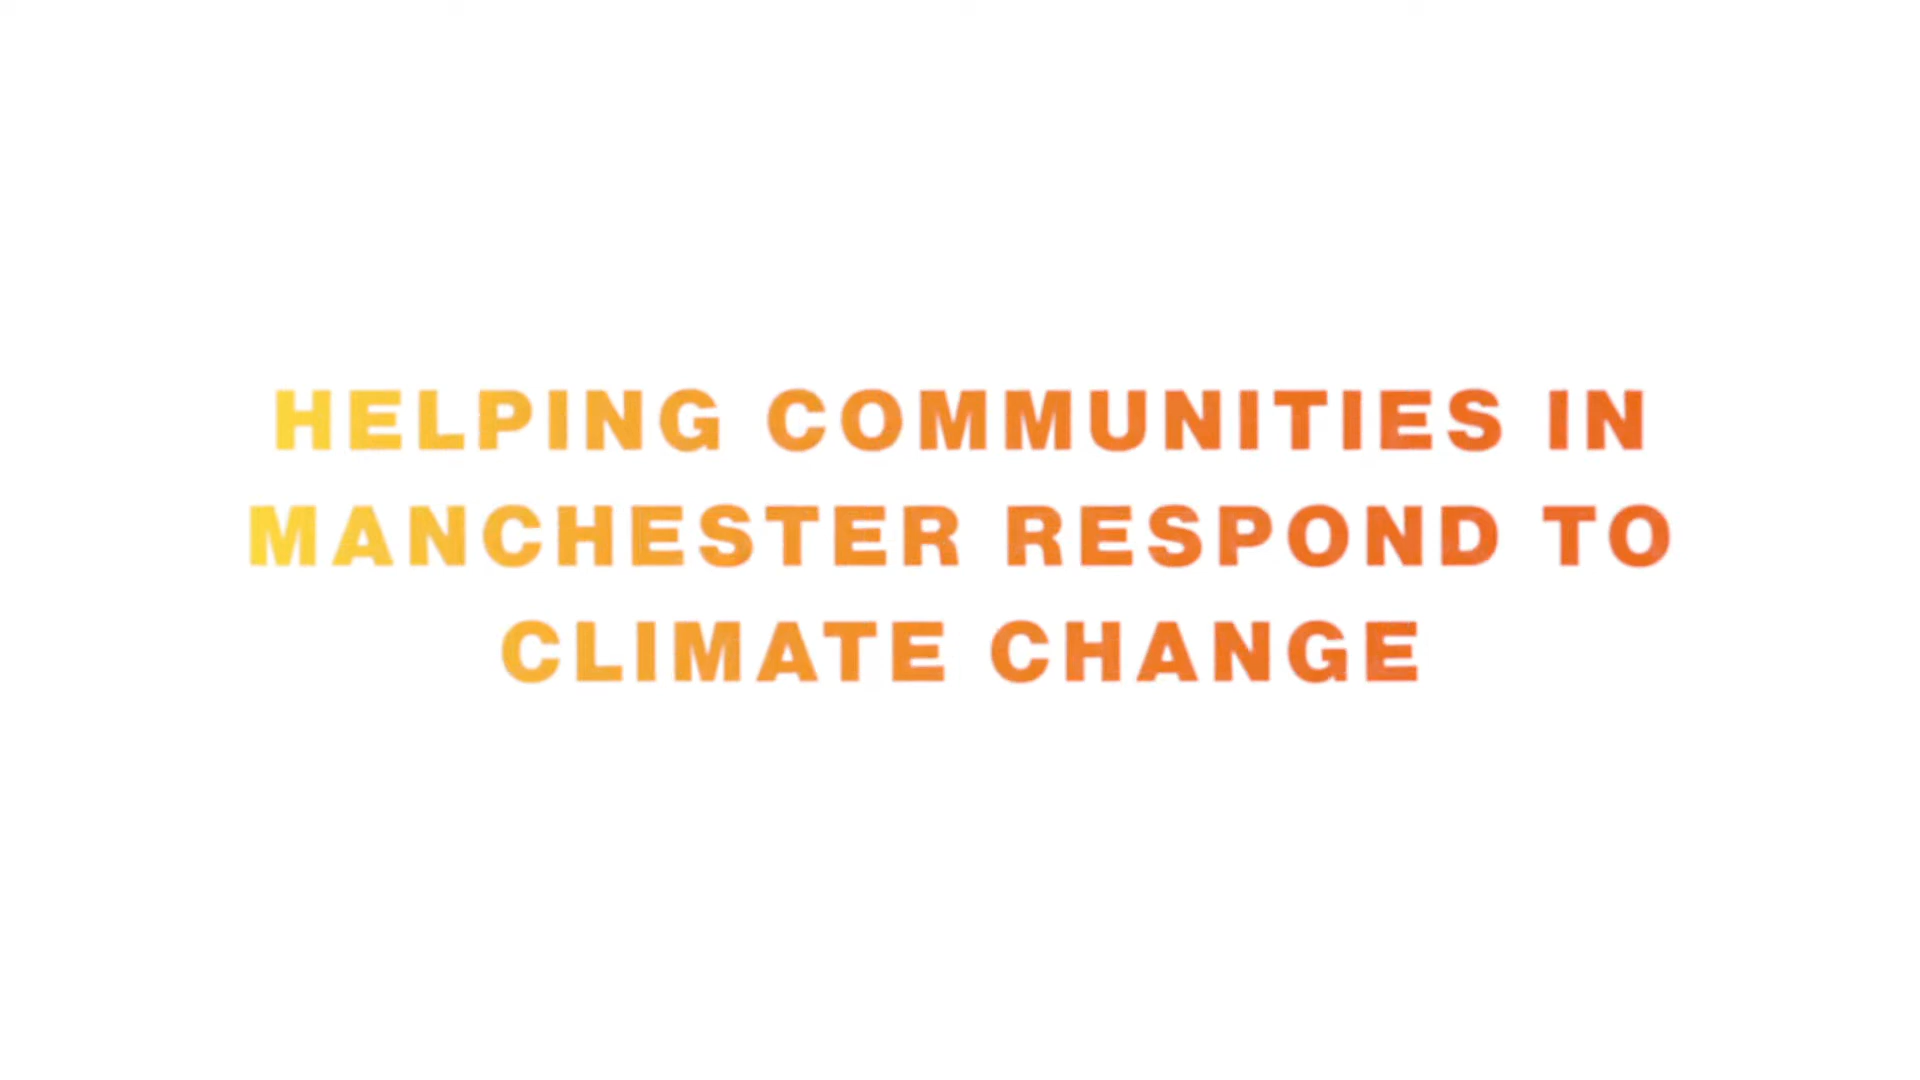 HELPING COMMUNITIES IN
MANCHESTER RESPOND TO
CLIMATE CHANGE